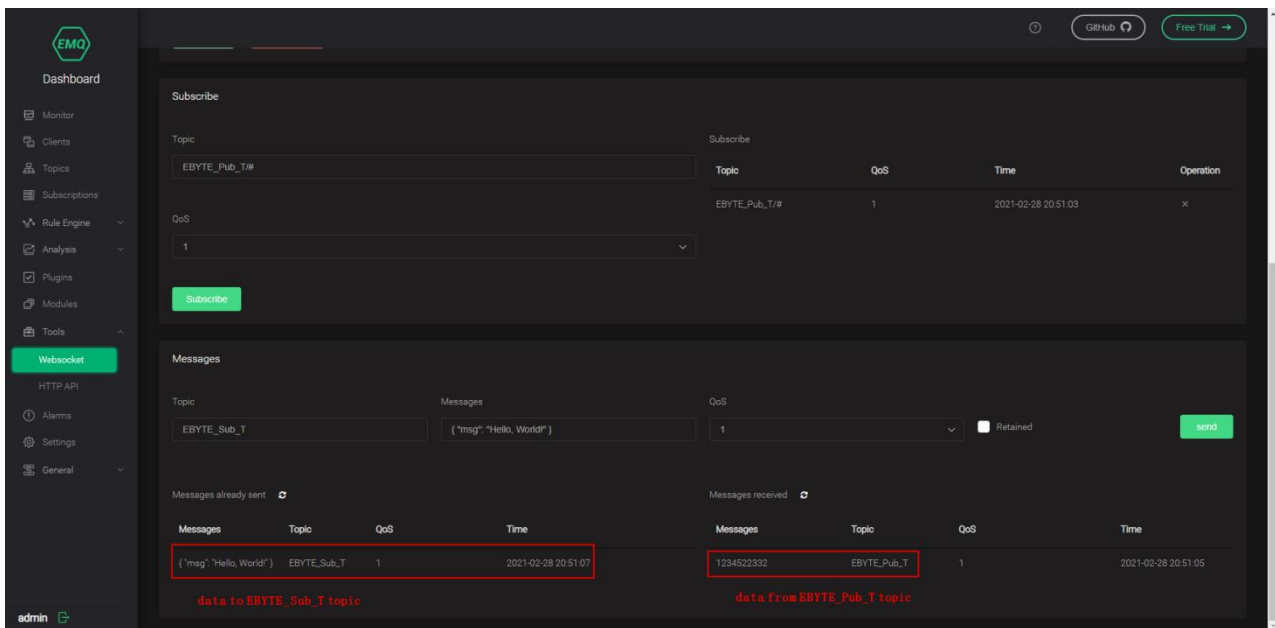 EMQ
Dashboard
Monitor
Clients
Topics
Subscriptions
Rule Engine
Analysis
Plugins
Modules
Tools
Websocket
HTTP API
Alarms
Settings
General
admin
GitHub
Free Trial →
Subscribe
Topic
EBYTE_Pub_T/#
QoS
1
Subscribe
Subscribe
Topic QoS Time Operation
EBYTE_Pub_T/# 1 2021-02-28 20:51:03 ×
Messages
Topic Messages QoS
EBYTE_Sub_T { "msg": "Hello, World!" } 1 Retained send
Messages already sent
Messages Topic QoS Time
{ "msg": "Hello, World!" } EBYTE_Sub_T 1 2021-02-28 20:51:07
data to EBYTE_Sub_T topic
Messages received
Messages Topic QoS Time
1234522332 EBYTE_Pub_T 1 2021-02-28 20:51:05
data from EBYTE_Pub_T topic